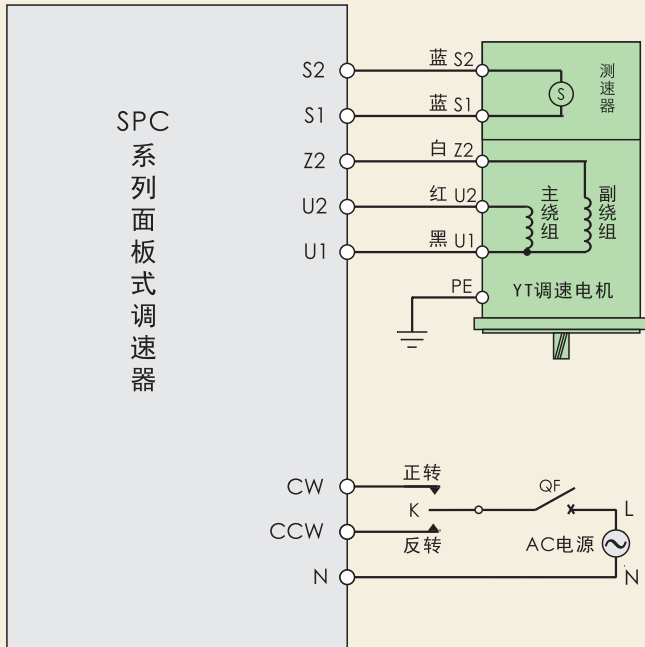 SPC
系列面板式调速器
S2 蓝 S2
S1 蓝 S1
Z2 白 Z2
U2 红 U2
U1 黑 U1
PE
测速器
S
主绕组
副绕组
YT调速电机
CW 正转
K QF L
CCW 反转
AC电源
N N